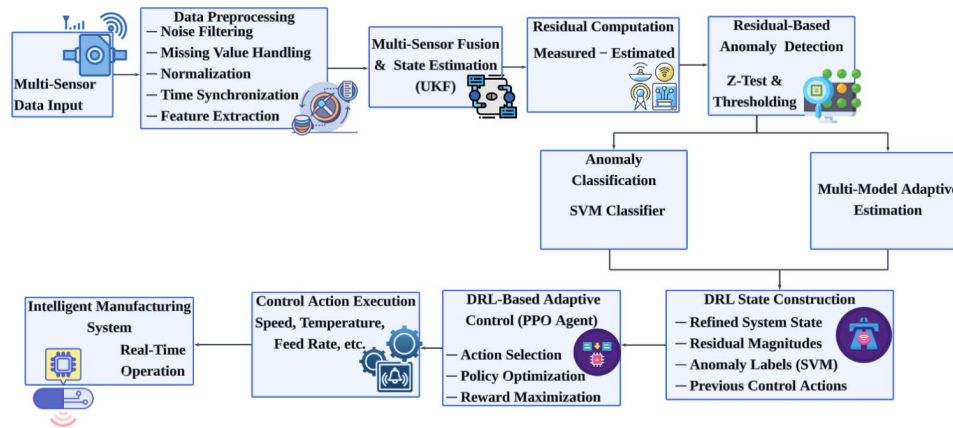 Multi-Sensor
Data Input
Data Preprocessing
– Noise Filtering
– Missing Value Handling
– Normalization
– Time Synchronization
– Feature Extraction
Multi-Sensor Fusion
& State Estimation
(UKF)
Residual Computation
Measured – Estimated
Residual-Based
Anomaly Detection
Z-Test &
Thresholding
Anomaly
Classification
SVM Classifier
Multi-Model Adaptive
Estimation
DRL State Construction
– Refined System State
– Residual Magnitudes
– Anomaly Labels (SVM)
– Previous Control Actions
DRL-Based Adaptive
Control (PPO Agent)
– Action Selection
– Policy Optimization
– Reward Maximization
Control Action Execution
Speed, Temperature,
Feed Rate, etc.
Intelligent Manufacturing
System
Real-Time
Operation